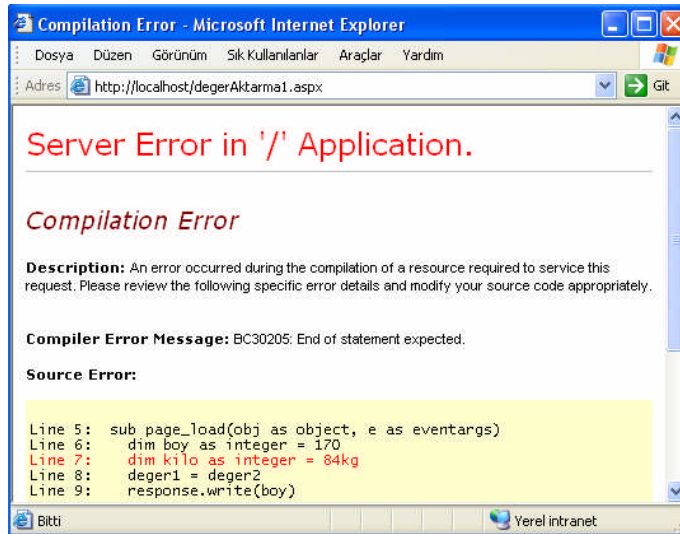 Compilation Error - Microsoft Internet Explorer
Dosya Düzen Görünüm Sık Kullanılanlar Araçlar Yardım
Adres http://localhost/degerAktarma1.aspx Git
Server Error in '/' Application.
Compilation Error
Description: An error occurred during the compilation of a resource required to service this
request. Please review the following specific error details and modify your source code appropriately.
Compiler Error Message: BC30205: End of statement expected.
Source Error:
Line 5: sub page_load(obj as object, e as eventargs)
Line 6: dim boy as integer = 170
Line 7: dim kilo as integer = 84kg
Line 8: deger1 = deger2
Line 9: response.write(boy)
Bitti Yerel intranet